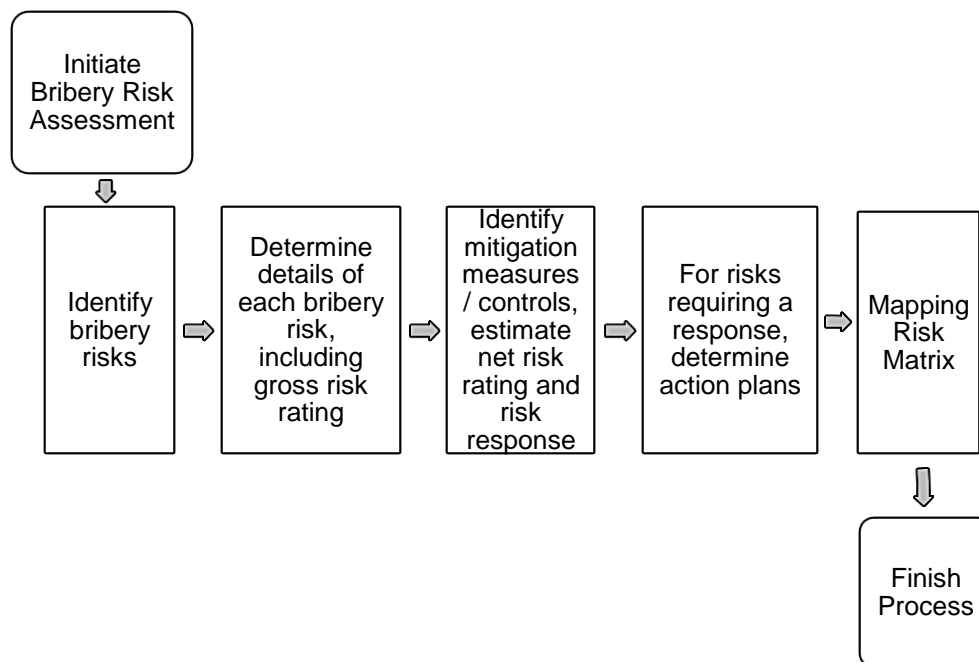 Initiate
Bribery Risk
Assessment
Identify
bribery
risks
Determine
details of
each bribery
risk,
including
gross risk
rating
Identify
mitigation
measures
/ controls,
estimate
net risk
rating and
risk
response
For risks
requiring a
response,
determine
action plans
Mapping
Risk
Matrix
Finish
Process